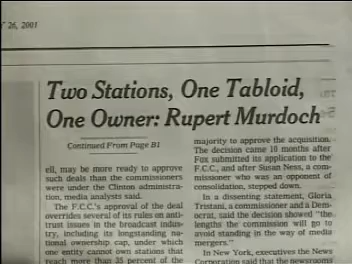 26, 2001
Two Stations, One Tabloid,
One Owner: Rupert Murdoch
Continued From Page B1
ell, may be more ready to approve
such deals than the commissioners
were under the Clinton administra-
tion, media analysts said.
The F.C.C.'s approval of the deal
overrides several of its rules on anti-
trust issues in the broadcast indus-
try, including its longstanding na-
tional ownership cap, under which
one entity cannot own stations that
reach more than 35 percent of the
majority to approve the acquisition.
The decision came 10 months after
Fox submitted its application to the
F.C.C., and after Susan Ness, a com-
missioner who was an opponent of
consolidation, stepped down.
In a dissenting statement, Gloria
Tristani, a commissioner and a Dem-
ocrat, said the decision showed "the
lengths the commission will go to
avoid standing in the way of media
mergers."
In New York, executives the News
Corporation said that the newsrooms